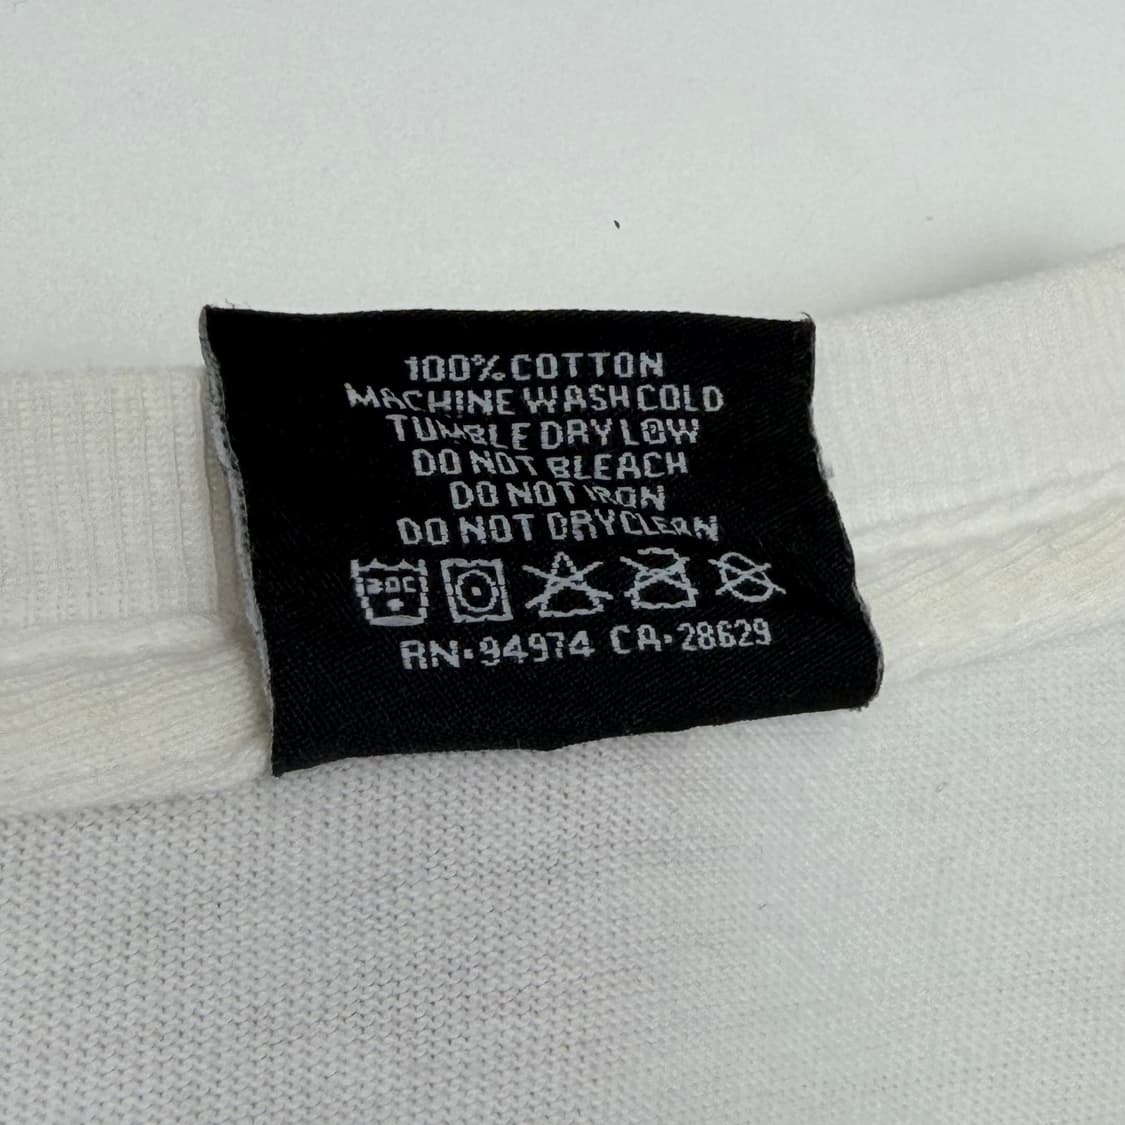 100% COTTON
MACHINE WASH COLD
TUMBLE DRY LOW
DO NOT BLEACH
DO NOT IRON
DO NOT DRYCLEAN
30C
RN-94974 CA-28629